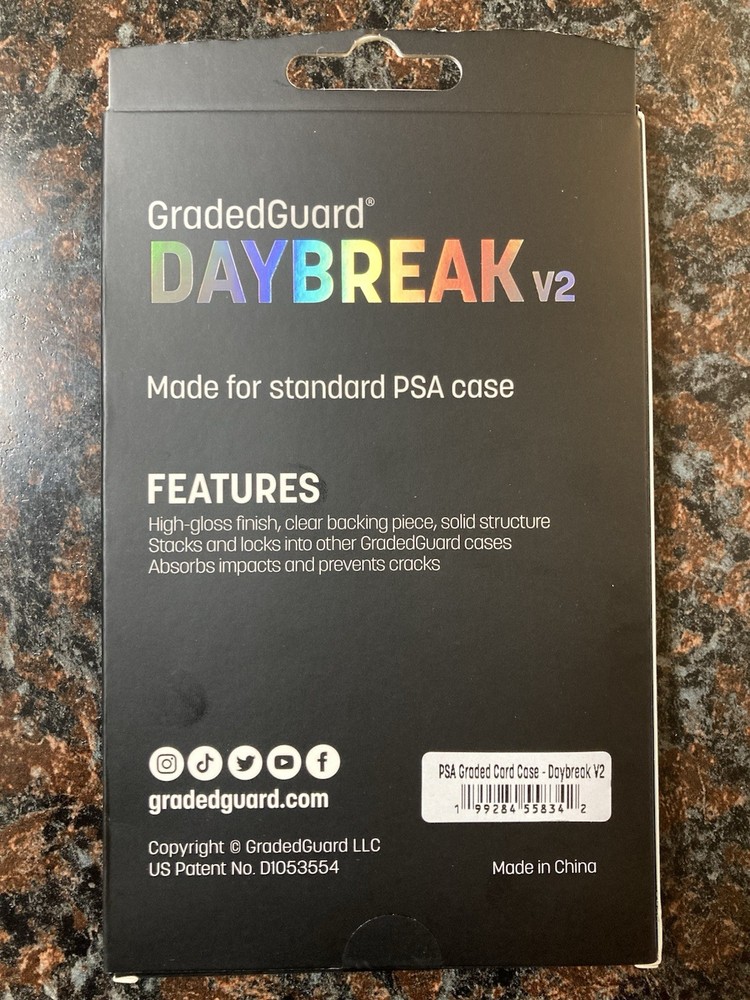 GradedGuard®
DAYBREAK V2
Made for standard PSA case
FEATURES
High-gloss finish, clear backing piece, solid structure
Stacks and locks into other GradedGuard cases
Absorbs impacts and prevents cracks
gradedguard.com
PSA Graded Card Case - Daybreak V2
1 99284 55834 2
Copyright © GradedGuard LLC
US Patent No. D1053554
Made in China